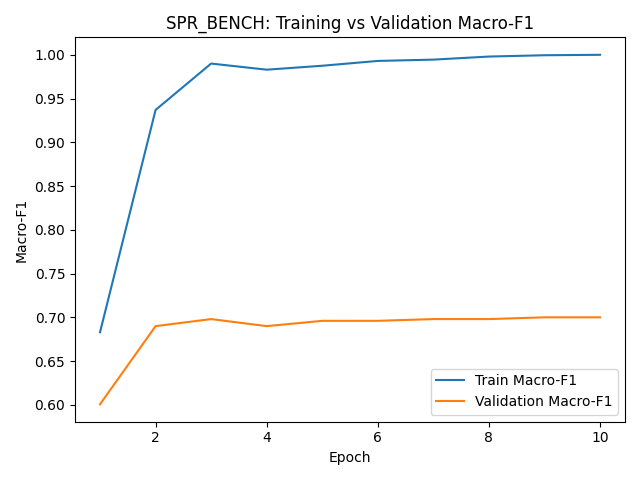 SPR_BENCH: Training vs Validation Macro-F1
Macro-F1
1.00
0.95
0.90
0.85
0.80
0.75
0.70
0.65
0.60
2
4
6
8
10
Epoch
Train Macro-F1
Validation Macro-F1